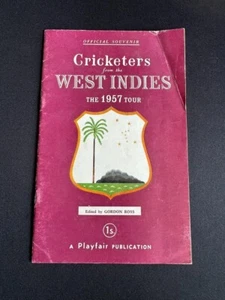 OFFICIAL SOUVENIR
Cricketers
from the
WEST INDIES
THE 1957 TOUR
Edited by GORDON ROSS
1s.
A Playfair PUBLICATION